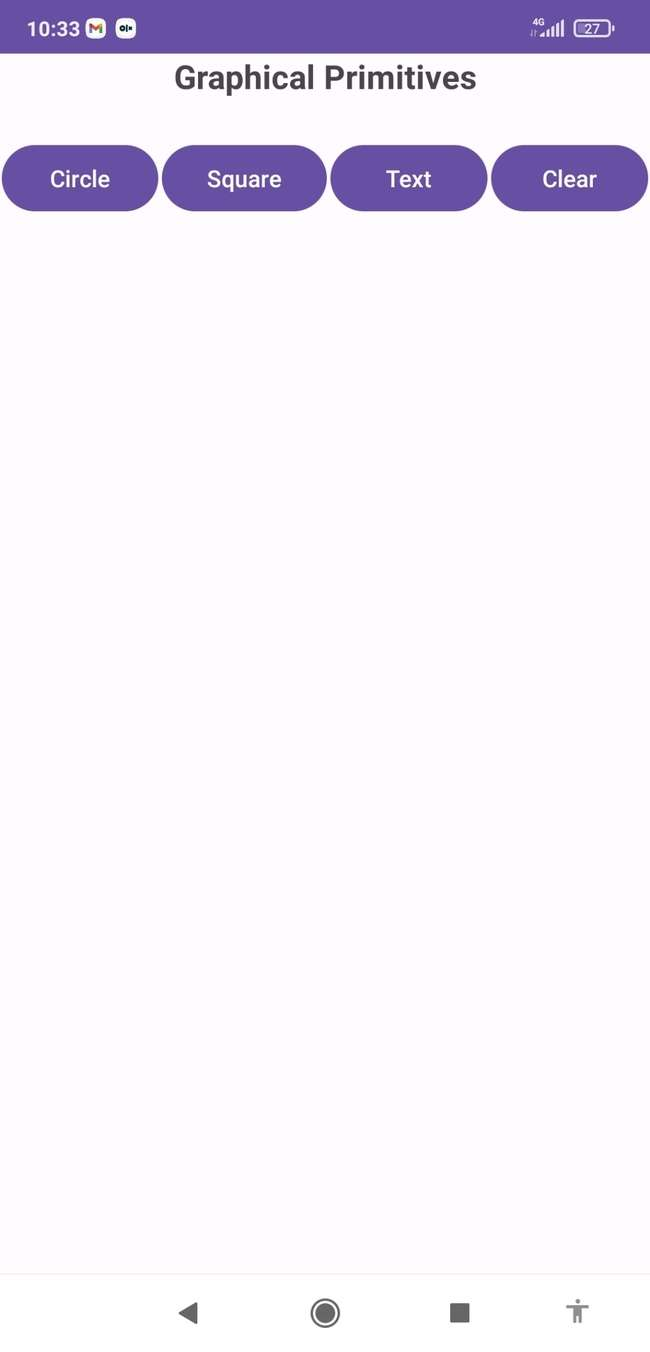 10:33 4G 27
Graphical Primitives
Circle Square Text Clear